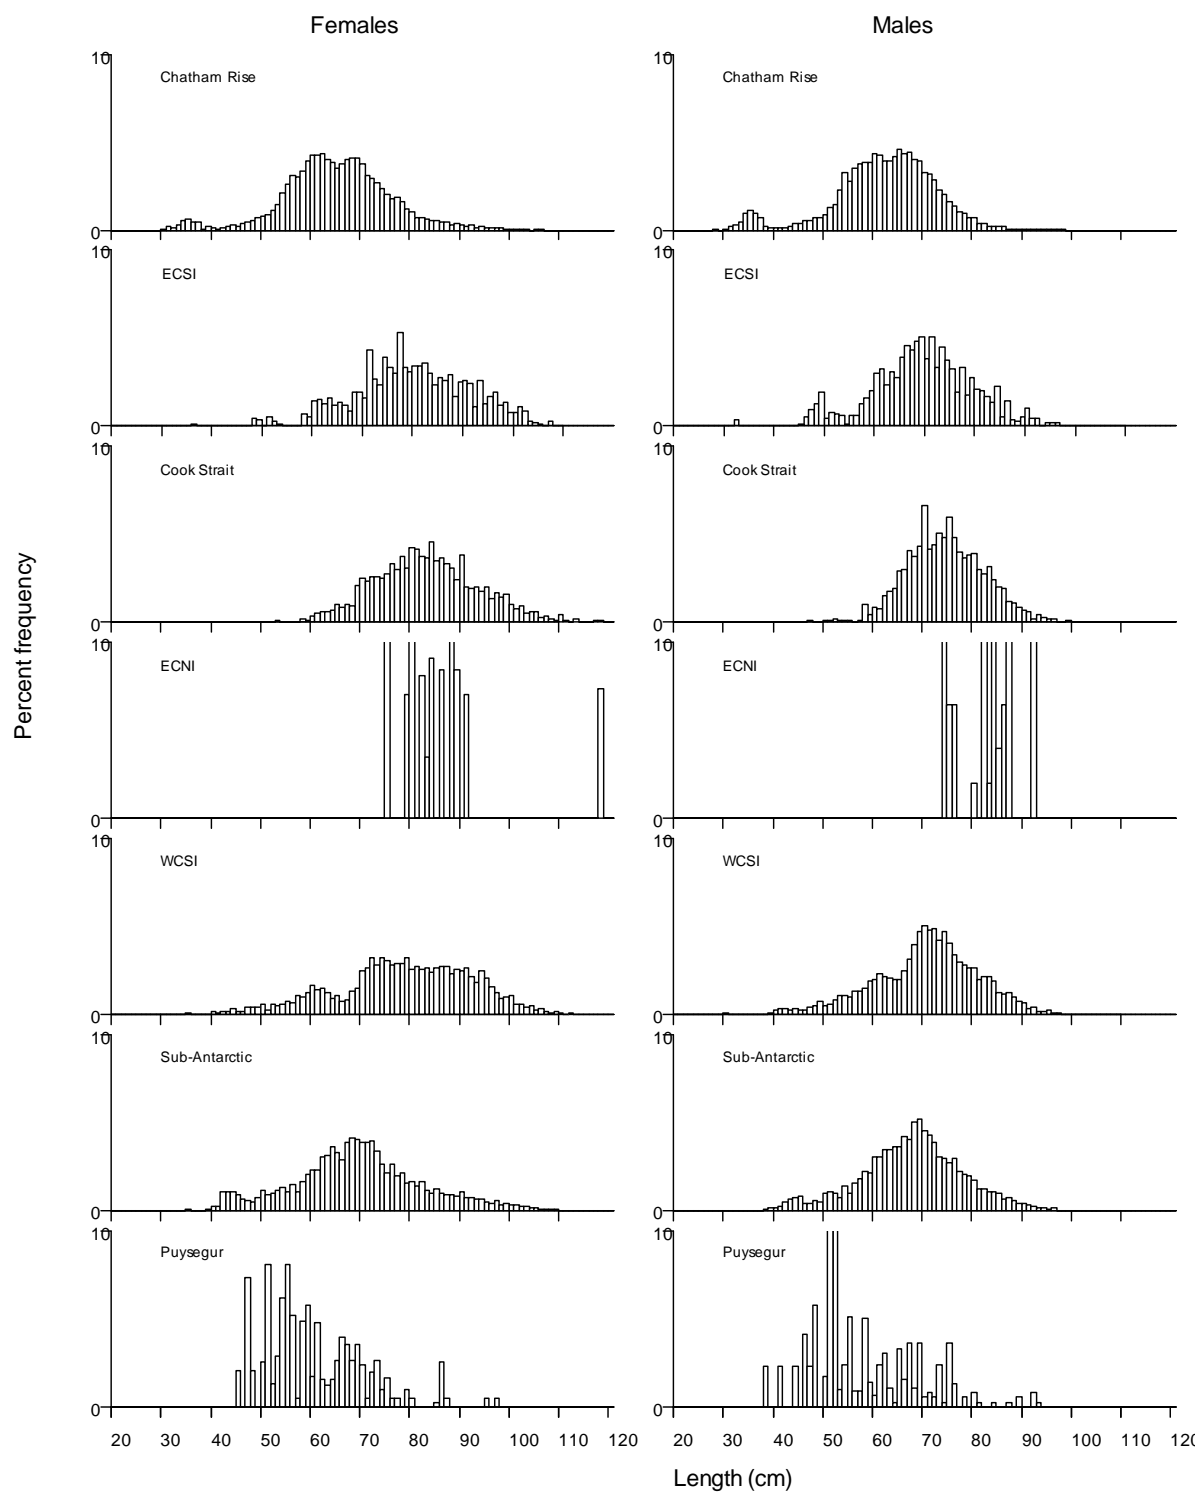 Females Males
10 10
Chatham Rise Chatham Rise
0 0
10 10
ECSI ECSI
0 0
10 10
Cook Strait Cook Strait
0 0
10 10
ECNI ECNI
0 0
10 10
WCSI WCSI
0 0
10 10
Sub-Antarctic Sub-Antarctic
0 0
10 10
Puysegur Puysegur
0 0
20 30 40 50 60 70 80 90 100 110 120 20 30 40 50 60 70 80 90 100 110 120
Length (cm)
Percent frequency